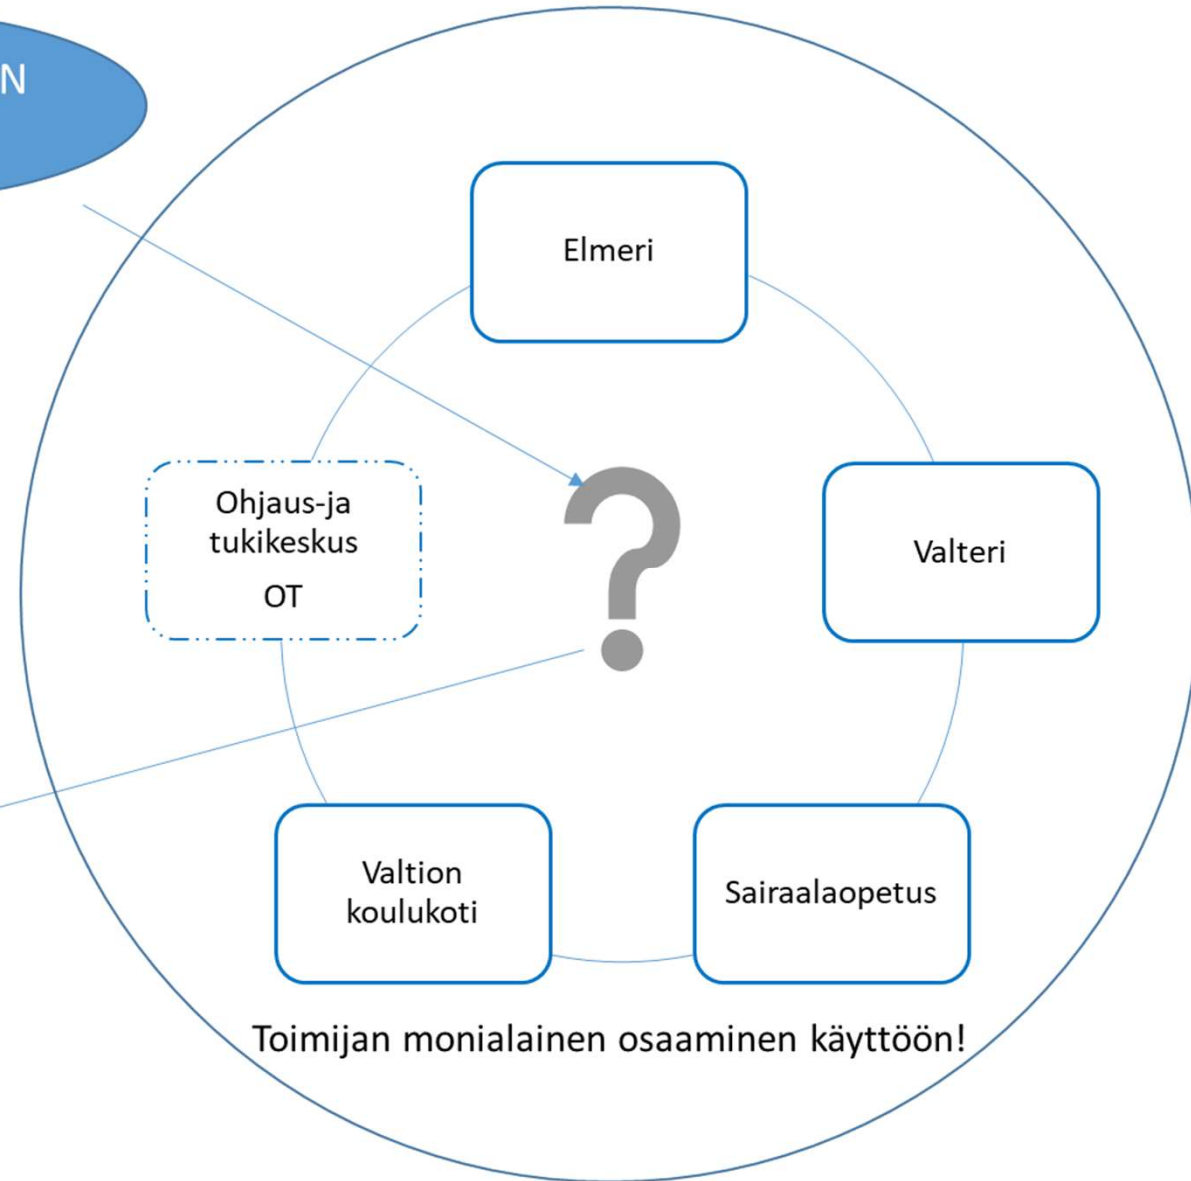 N
Elmeri
Ohjaus-ja
tukikeskus
OT
Valteri
Valtion
koulukoti
Sairaalaopetus
Toimijan monialainen osaaminen käyttöön!